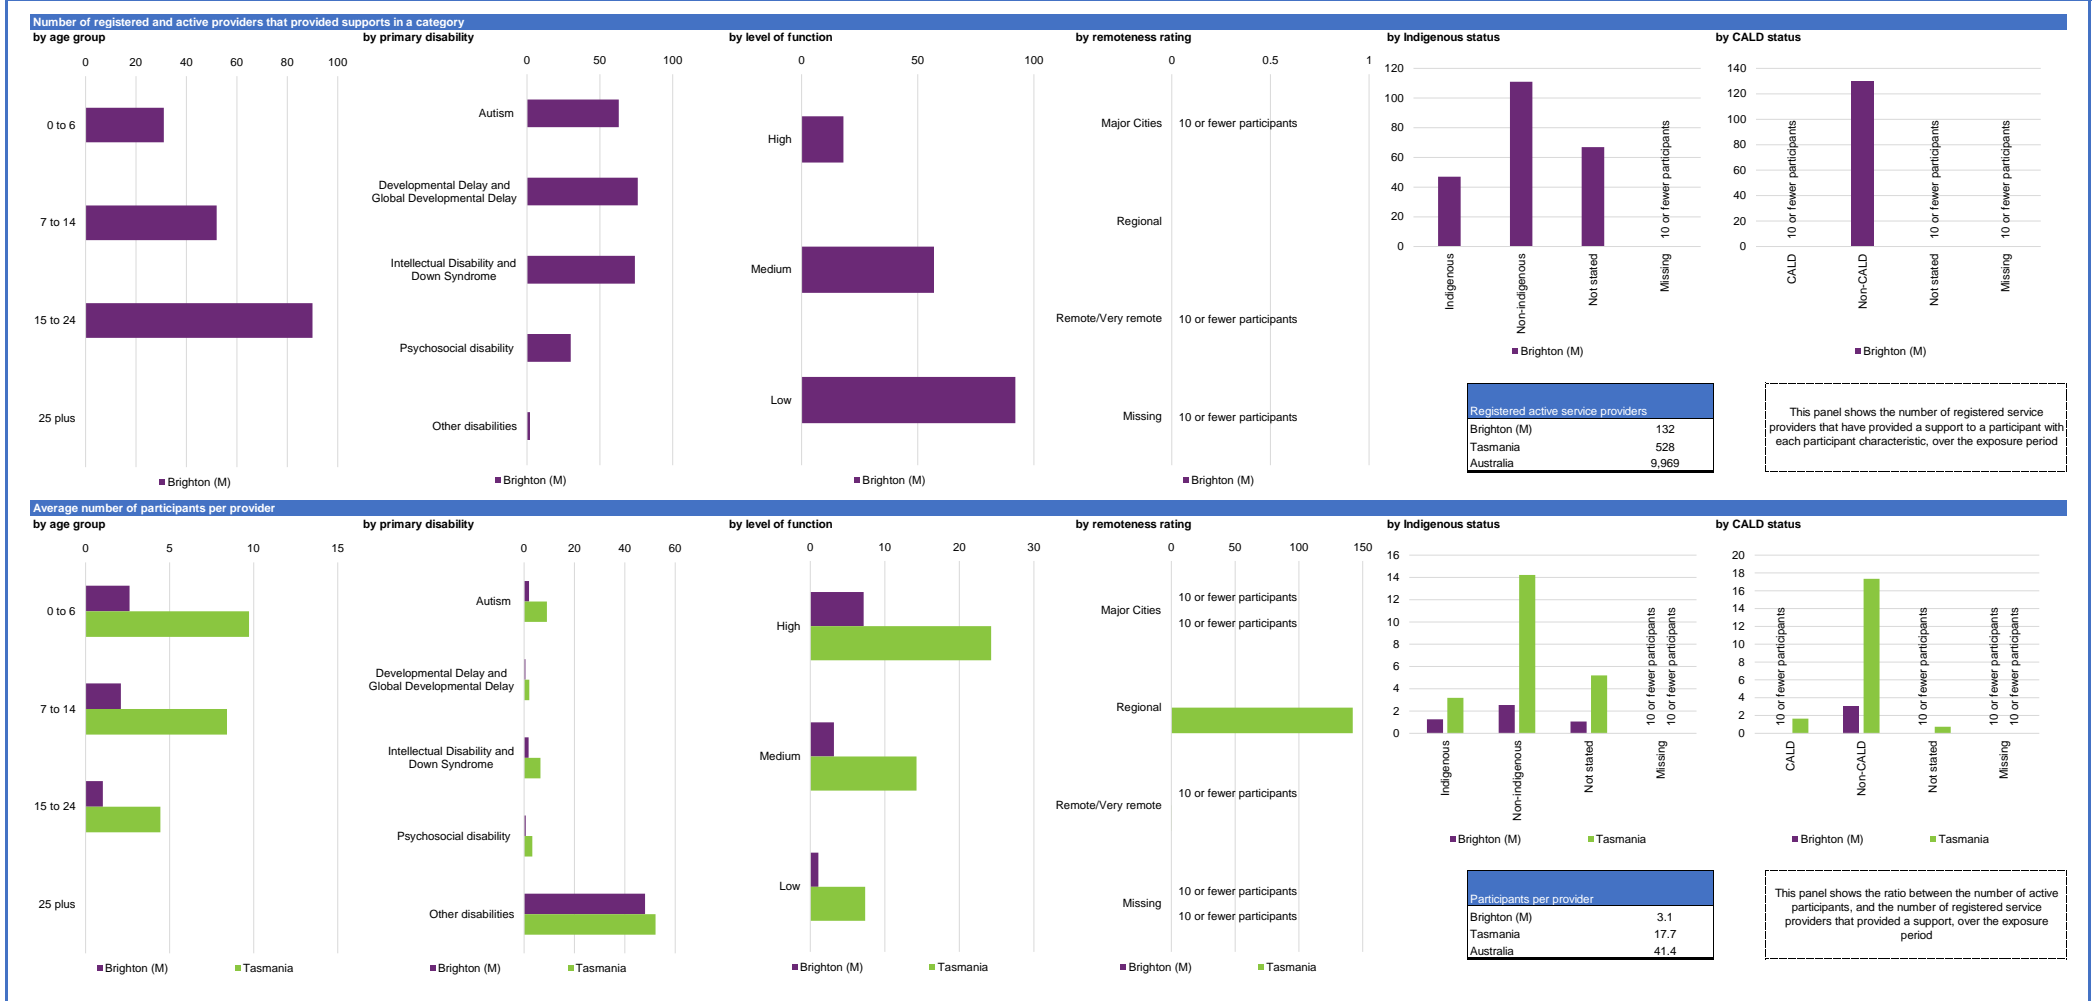 Number of registered and active providers that provided supports in a category
by age group
0 20 40 60 80 100
0 to 6
7 to 14
15 to 24
25 plus
Brighton (M)
by primary disability
0 50 100
Autism
Developmental Delay and
Global Developmental Delay
Intellectual Disability and
Down Syndrome
Psychosocial disability
Other disabilities
Brighton (M)
by level of function
0 50 100
High
Medium
Low
Brighton (M)
by remoteness rating
0 0.5 1
Major Cities 10 or fewer participants
Regional
Remote/Very remote 10 or fewer participants
Missing 10 or fewer participants
Brighton (M)
by Indigenous status
120
100
80
60
40
20
0
10 or fewer participants
Indigenous
Non-indigenous
Not stated
Missing
Brighton (M)
by CALD status
140
120
100
80
60
40
20
0
10 or fewer participants
10 or fewer participants
10 or fewer participants
CALD
Non-CALD
Not stated
Missing
Brighton (M)
Registered active service providers
Brighton (M) 132
Tasmania 528
Australia 9,969
This panel shows the number of registered service
providers that have provided a support to a participant with
each participant characteristic, over the exposure period
Average number of participants per provider
by age group
0 5 10 15
0 to 6
7 to 14
15 to 24
25 plus
Brighton (M) Tasmania
by primary disability
0 20 40 60
Autism
Developmental Delay and
Global Developmental Delay
Intellectual Disability and
Down Syndrome
Psychosocial disability
Other disabilities
Brighton (M) Tasmania
by level of function
0 10 20 30
High
Medium
Low
Brighton (M) Tasmania
by remoteness rating
0 50 100 150
10 or fewer participants
Major Cities
10 or fewer participants
Regional
10 or fewer participants
Remote/Very remote
10 or fewer participants
Missing
10 or fewer participants
Brighton (M) Tasmania
by Indigenous status
16
14
12
10
8
6
4
2
0
10 or fewer participants
10 or fewer participants
Indigenous
Non-indigenous
Not stated
Missing
Brighton (M) Tasmania
by CALD status
20
18
16
14
12
10
8
6
4
2
0
10 or fewer participants
10 or fewer participants
10 or fewer participants
10 or fewer participants
CALD
Non-CALD
Not stated
Missing
Brighton (M) Tasmania
Participants per provider
Brighton (M) 3.1
Tasmania 17.7
Australia 41.4
This panel shows the ratio between the number of active
participants, and the number of registered service
providers that provided a support, over the exposure
period